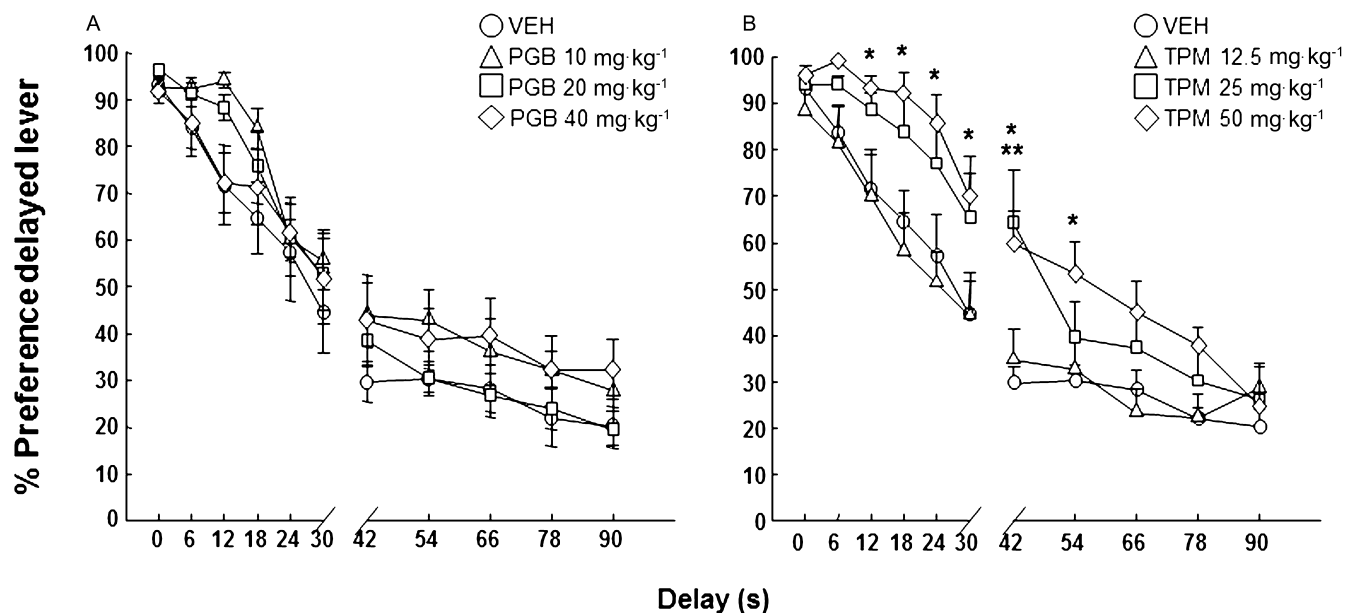 A
VEH
PGB 10 mg·kg⁻¹
PGB 20 mg·kg⁻¹
PGB 40 mg·kg⁻¹
% Preference delayed lever
100
90
80
70
60
50
40
30
20
10
0
0 6 12 18 24 30 42 54 66 78 90
B
VEH
TPM 12.5 mg·kg⁻¹
TPM 25 mg·kg⁻¹
TPM 50 mg·kg⁻¹
* * * * * ** *
100
90
80
70
60
50
40
30
20
10
0
0 6 12 18 24 30 42 54 66 78 90
Delay (s)